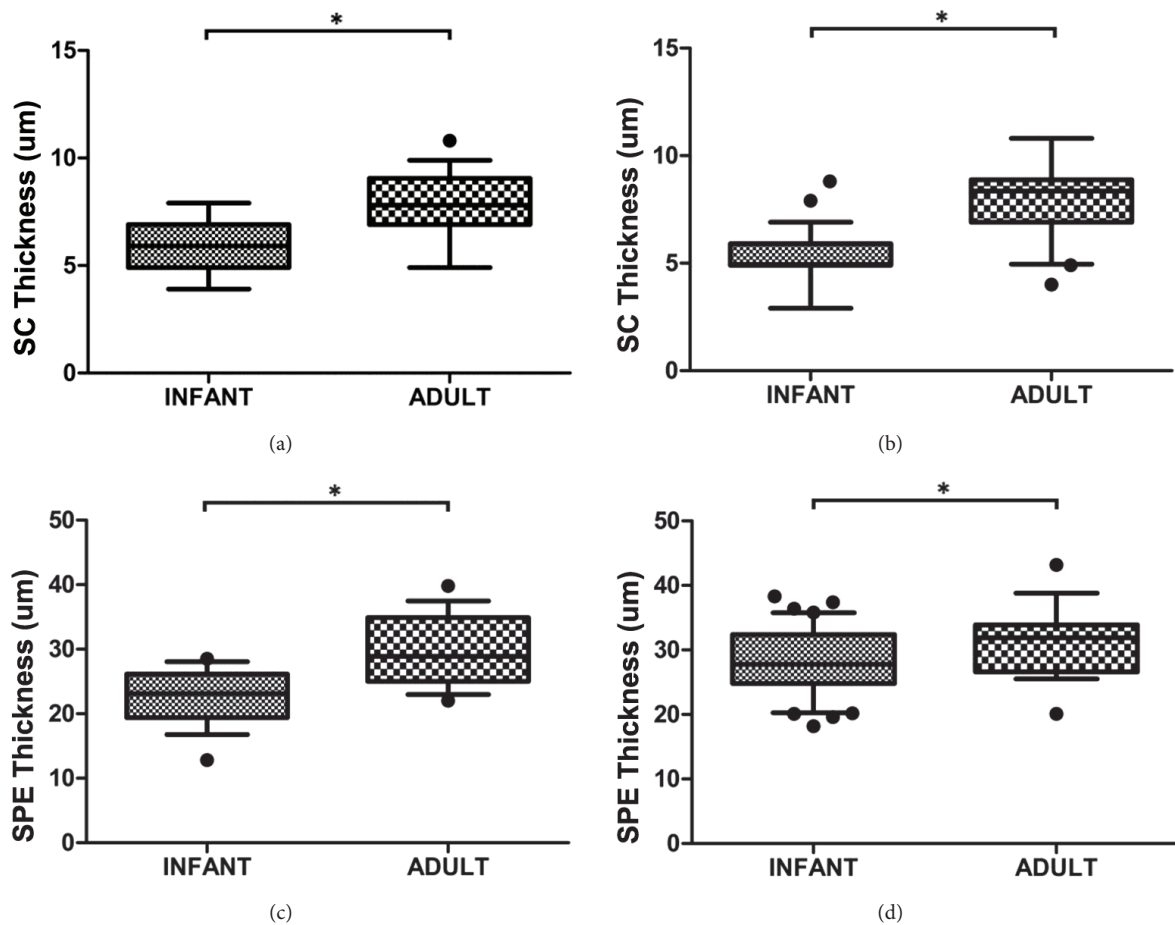 *
SC Thickness (um)
15
10
5
0
INFANT ADULT
(a)
*
SC Thickness (um)
15
10
5
0
INFANT ADULT
(b)
*
SPE Thickness (um)
50
40
30
20
10
0
INFANT ADULT
(c)
*
SPE Thickness (um)
50
40
30
20
10
0
INFANT ADULT
(d)